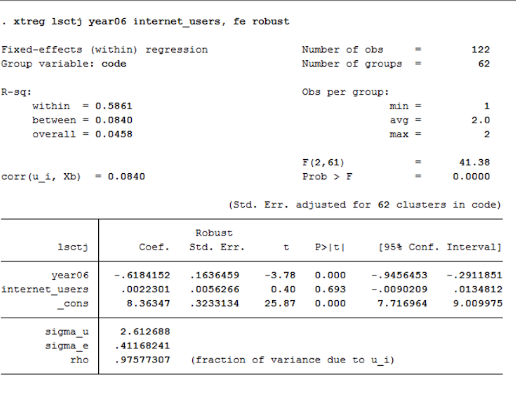 . xtreg lsctj year06 internet_users, fe robust
Fixed-effects (within) regression Number of obs = 122
Group variable: code Number of groups = 62
R-sq: Obs per group:
within = 0.5861 min = 1
between = 0.0840 avg = 2.0
overall = 0.0458 max = 2
F(2,61) = 41.38
corr(u_i, Xb) = 0.0840 Prob > F = 0.0000
(Std. Err. adjusted for 62 clusters in code)
Robust
lsctj Coef. Std. Err. t P>|t| [95% Conf. Interval]
year06 -.6184152 .1636459 -3.78 0.000 -.9456453 -.2911851
internet_users .0022301 .0056266 0.40 0.693 -.0090209 .0134812
_cons 8.36347 .3233134 25.87 0.000 7.716964 9.009975
sigma_u 2.612688
sigma_e .41168241
rho .97577307 (fraction of variance due to u_i)